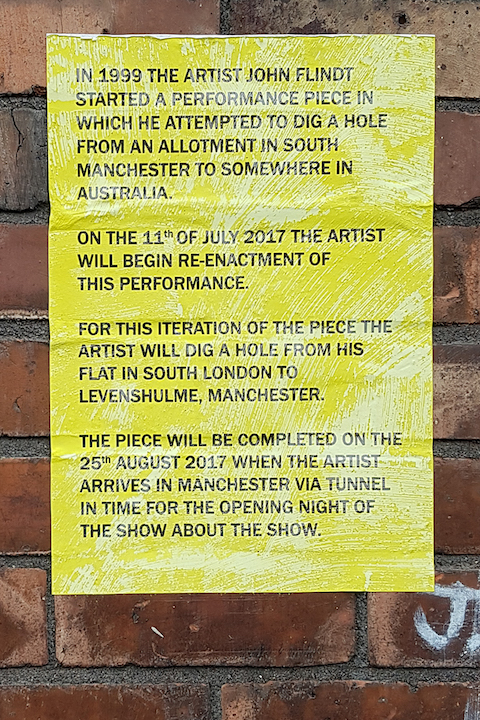 IN 1999 THE ARTIST JOHN FLINDT
STARTED A PERFORMANCE PIECE IN
WHICH HE ATTEMPTED TO DIG A HOLE
FROM AN ALLOTMENT IN SOUTH
MANCHESTER TO SOMEWHERE IN
AUSTRALIA.
ON THE 11th OF JULY 2017 THE ARTIST
WILL BEGIN RE-ENACTMENT OF
THIS PERFORMANCE.
FOR THIS ITERATION OF THE PIECE THE
ARTIST WILL DIG A HOLE FROM HIS
FLAT IN SOUTH LONDON TO
LEVENSHULME, MANCHESTER.
THE PIECE WILL BE COMPLETED ON THE
25th AUGUST 2017 WHEN THE ARTIST
ARRIVES IN MANCHESTER VIA TUNNEL
IN TIME FOR THE OPENING NIGHT OF
THE SHOW ABOUT THE SHOW.